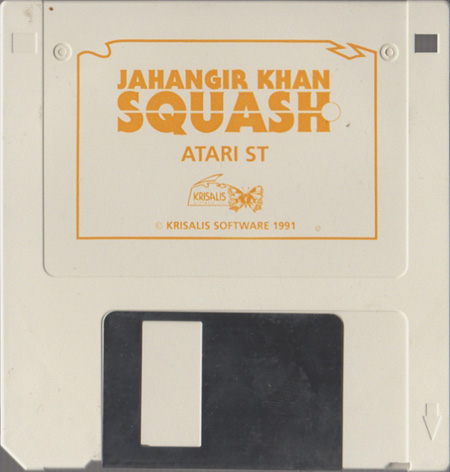 JAHANGIR KHAN
SQUASH
ATARI ST
KRISALIS
© KRISALIS SOFTWARE 1991